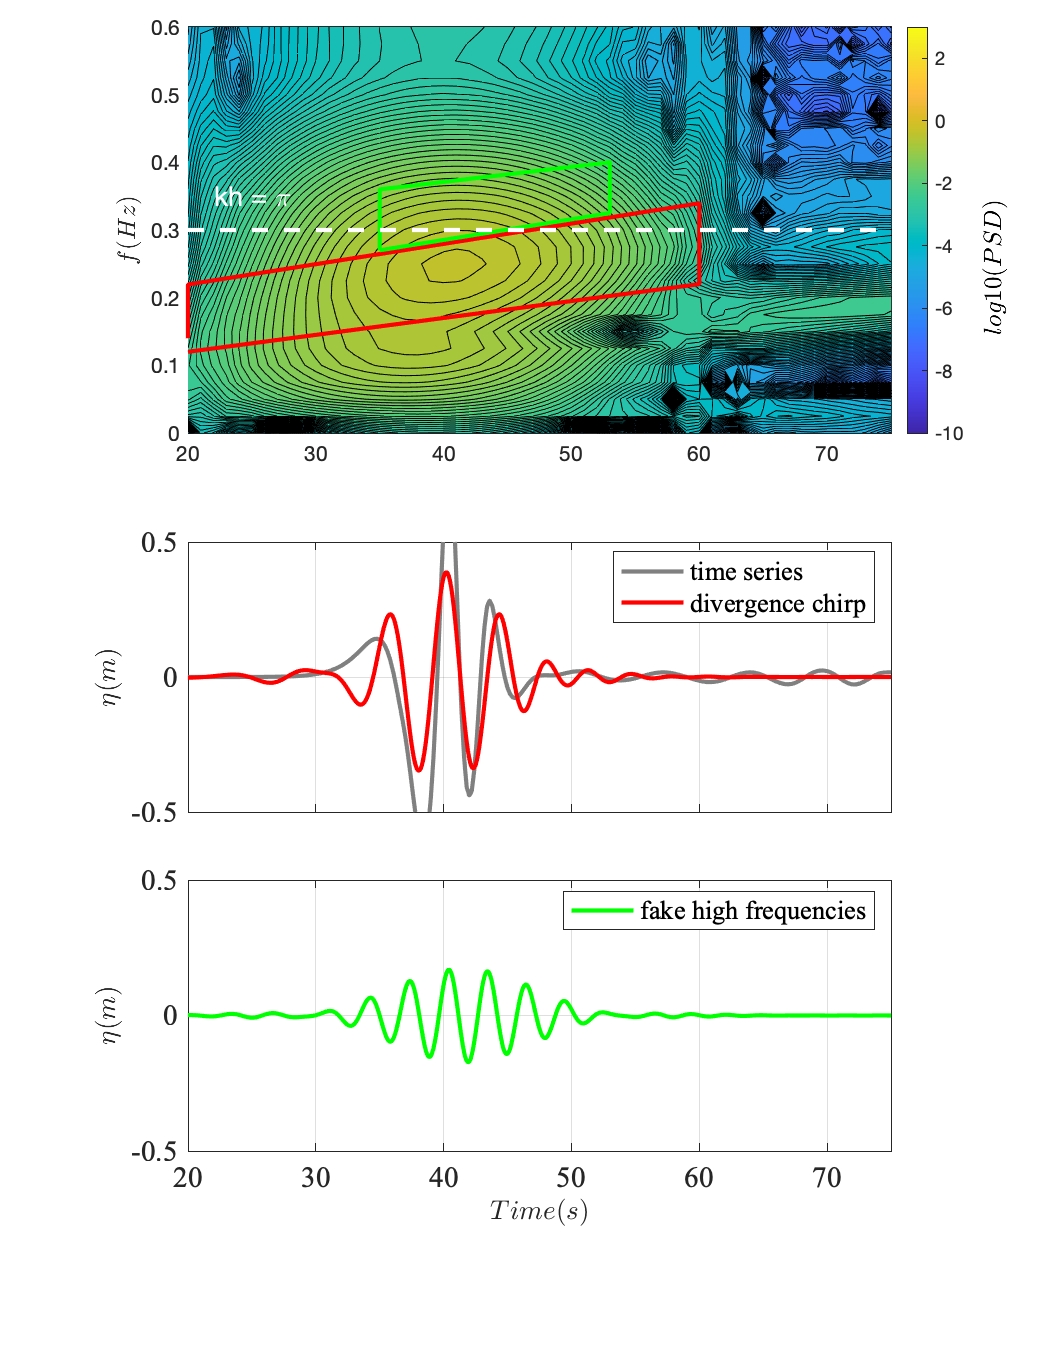 0.6
0.5
0.4
0.3
0.2
0.1
0
f(Hz)
kh = π
20 30 40 50 60 70
2
0
-2
-4
-6
-8
-10
log10(PSD)
0.5
0
-0.5
η(m)
time series
divergence chirp
0.5
0
-0.5
η(m)
fake high frequencies
20 30 40 50 60 70
Time(s)